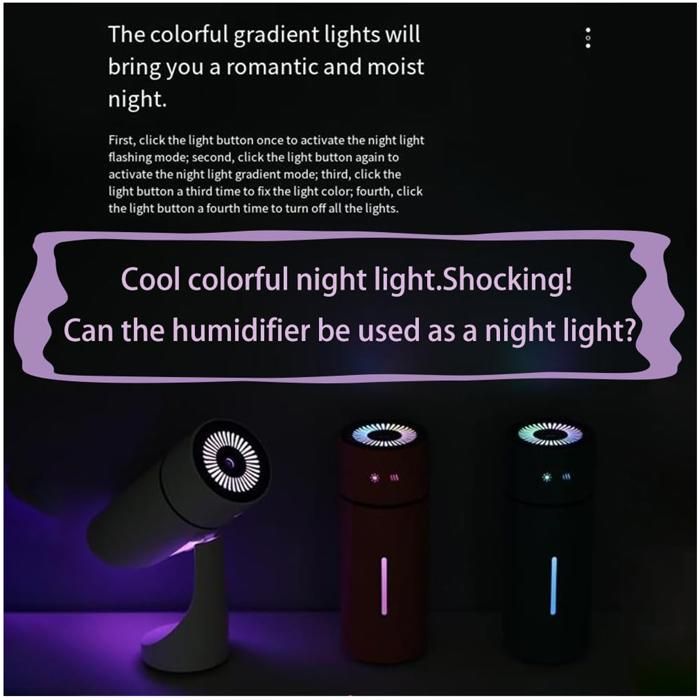 The colorful gradient lights will
bring you a romantic and moist
night.
First, click the light button once to activate the night light
flashing mode; second, click the light button again to
activate the night light gradient mode; third, click the
light button a third time to fix the light color; fourth, click
the light button a fourth time to turn off all the lights.
Cool colorful night light.Shocking!
Can the humidifier be used as a night light?